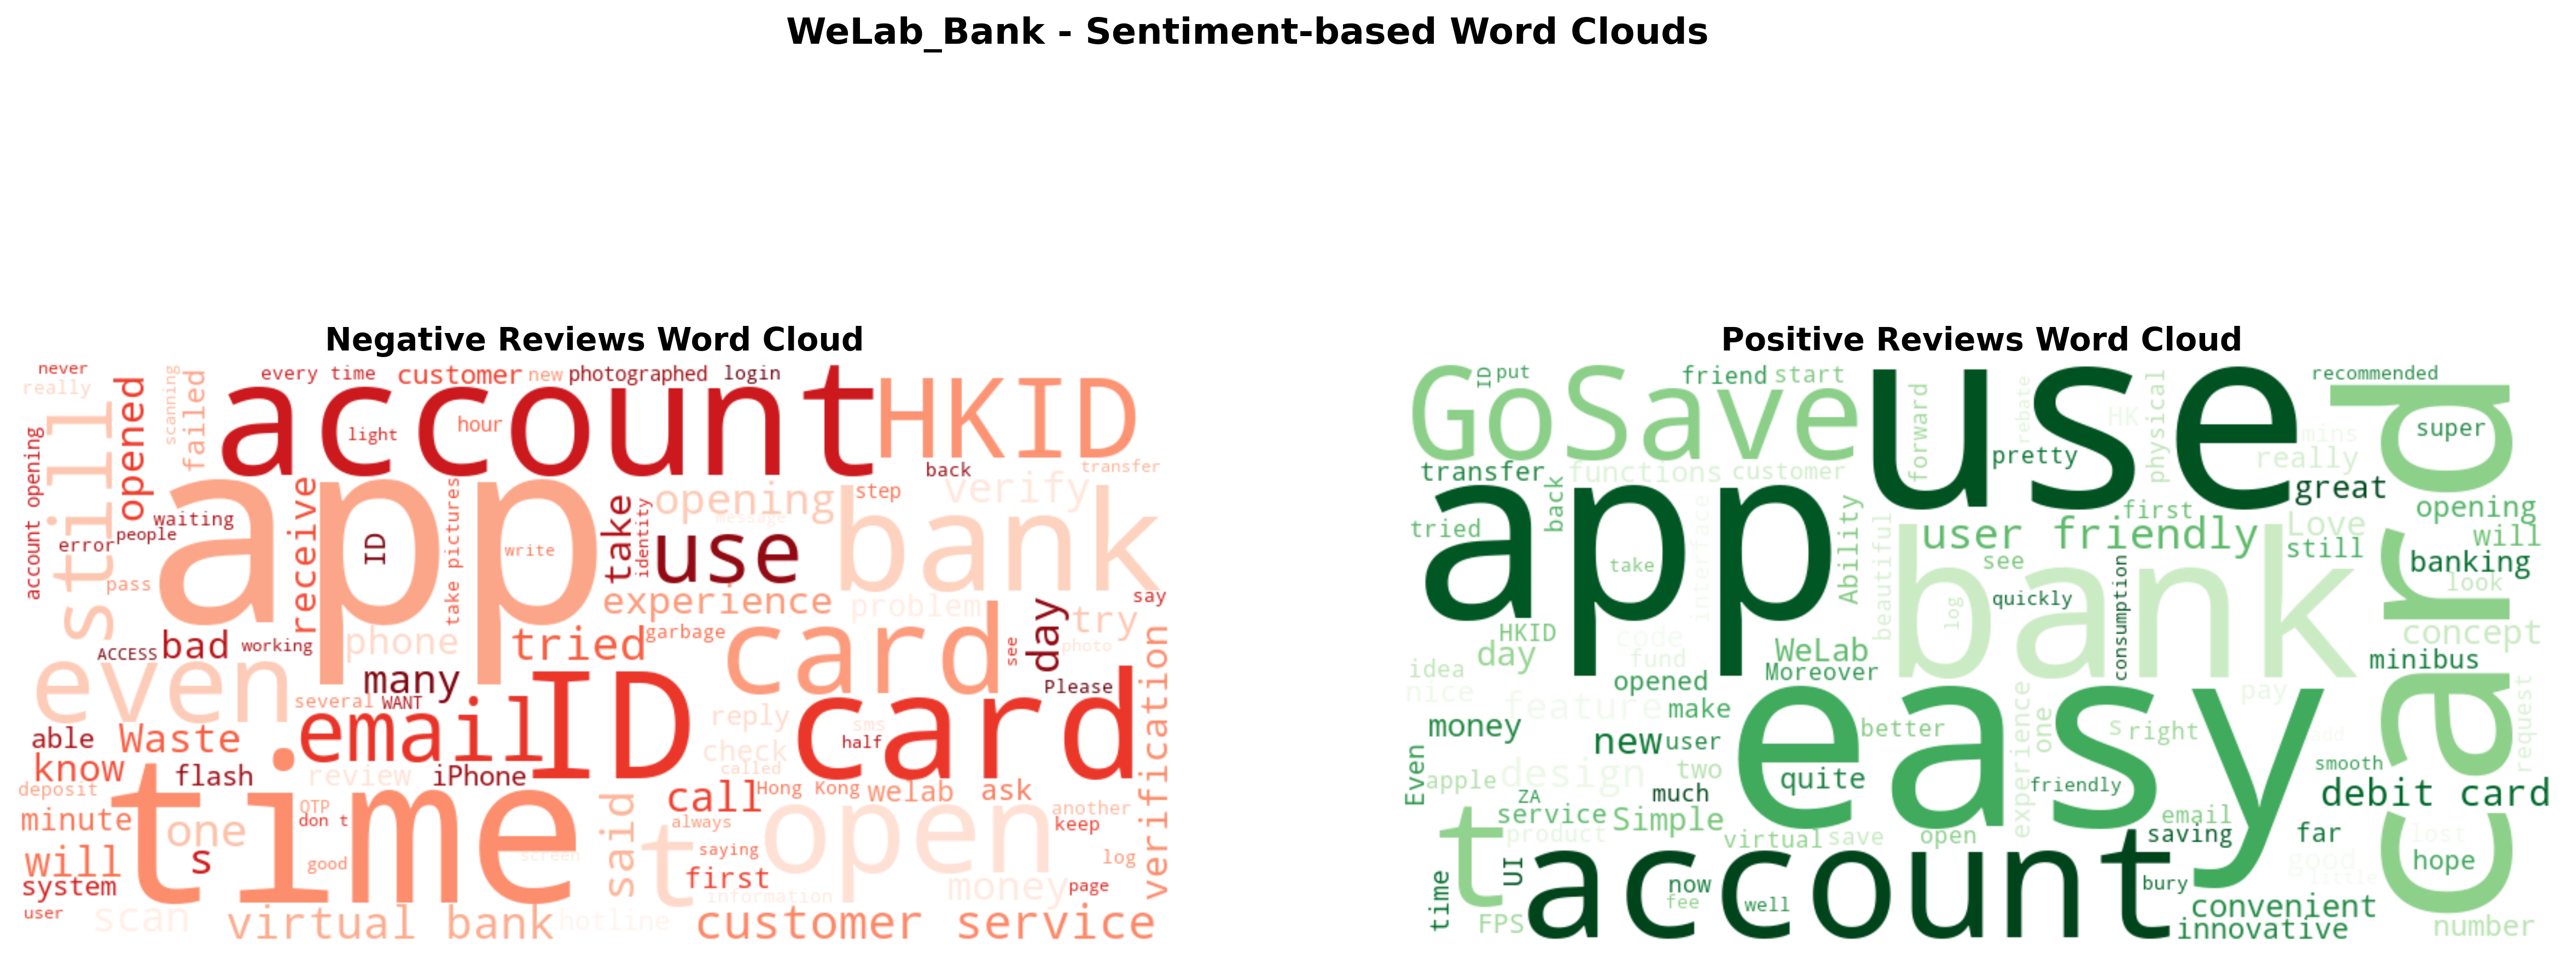 WeLab_Bank - Sentiment-based Word Clouds
Negative Reviews Word Cloud
never
really
scanning
failed
opened
every time
customer
new
photographed
login
account
HKID
light
hour
back
transfer
account opening
still
app
waiting
people
error
pass
receive
ID
take pictures
write
take
identity
opening
message
step
verify
use
bank
experience
problem
say
day
try
ACCESS
bad
working
phone
tried
garbage
card
see
photo
verification
even
many
several
WANT
email
ID card
Please
reply
sms
half
check
called
able
Waste
know
flash
review
iPhone
deposit
time
OTP
don t
minute
one
will
s
good
system
user
scan
virtual bank
screen
said
t
call
Hong Kong
welab
ask
another
always
keep
open
saying
log
first
money
page
information
hotline
customer service
Positive Reviews Word Cloud
GoSave
ID
put
friend
start
use
recommended
forward
rebate
HK
physical
mins
super
pretty
really
great
card
transfer
functions
customer
back
tried
app
take
interface
Ability
beautiful
user friendly
first
Love
still
opening
will
banking
look
see
bank
quickly
log
consumption
HKID
code
day
fund
WeLab
Moreover
concept
minibus
idea
nice
opened
feature
make
pay
request
money
new
user
better
easy
experience
one
s
right
add
smooth
Even
apple
design
two
quite
friendly
debit card
ZA
much
service
Simple
email
t
product
virtual
save
open
saving
far
lost
good
hope
little
time
UI
account
now
fee
well
bury
FPS
convenient
innovative
number